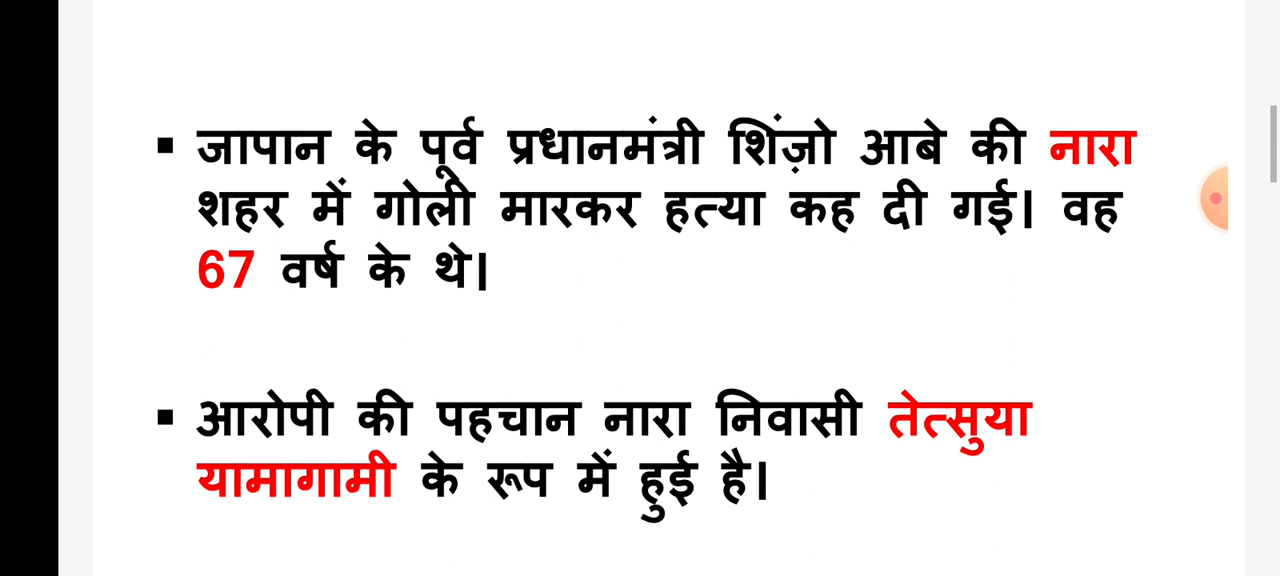 ▪ जापान के पूर्व प्रधानमंत्री शिंज़ो आबे की नारा
शहर में गोली मारकर हत्या कह दी गई। वह
67 वर्ष के थे।
▪ आरोपी की पहचान नारा निवासी तेत्सुया
यामागामी के रूप में हुई है।